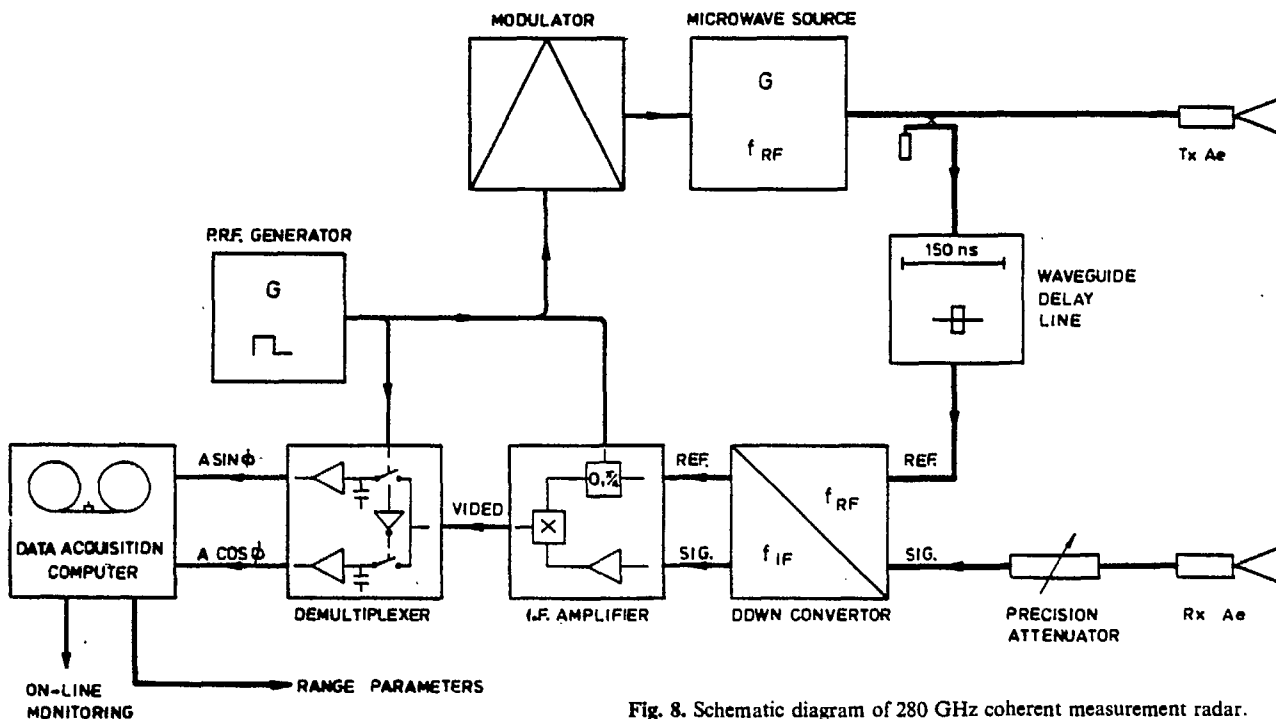 MODULATOR
MICROWAVE SOURCE
G
f RF
Tx Ae
P.R.F. GENERATOR
G
150 ns
WAVEGUIDE
DELAY
LINE
A SIN ϕ
A COS ϕ
DATA ACQUISITION
COMPUTER
DEMULTIPLEXER
VIDEO
0, π/4
X
I.F. AMPLIFIER
REF.
SIG.
f RF
f IF
DOWN CONVERTOR
REF.
SIG.
PRECISION
ATTENUATOR
Rx Ae
ON-LINE
MONITORING
RANGE PARAMETERS
Fig. 8. Schematic diagram of 280 GHz coherent measurement radar.